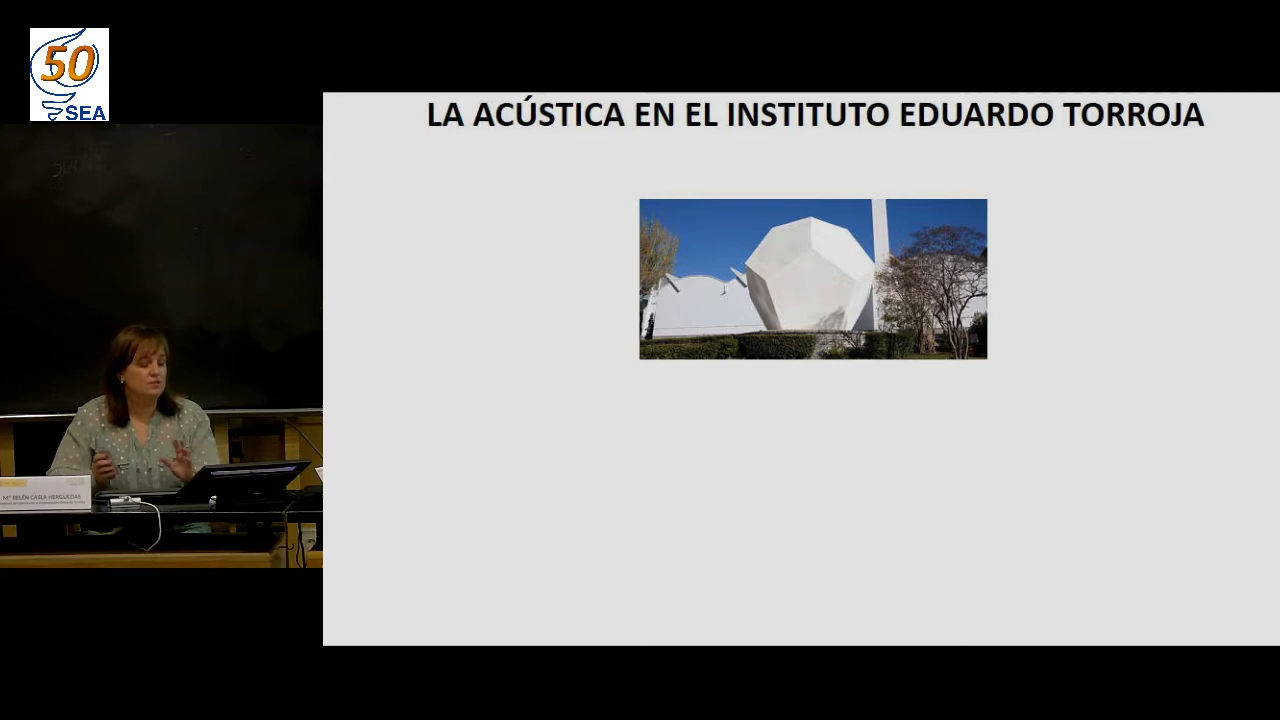 50
SEA
LA ACÚSTICA EN EL INSTITUTO EDUARDO TORROJA
Mª BELÉN CASLA HERGUEDAS